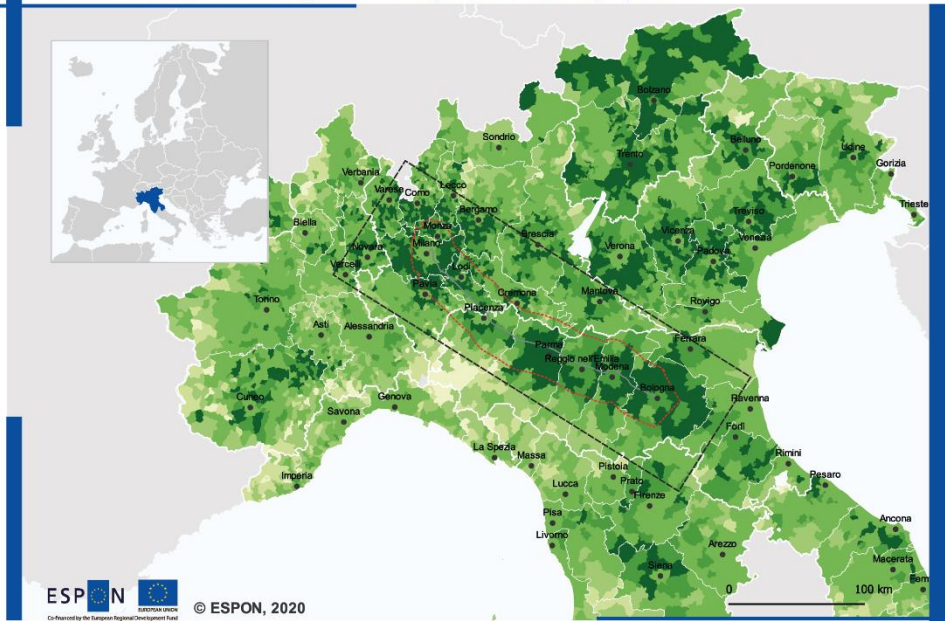 Bolzano
Sondrio
Trento
Belluno
Udine
Pordenone
Gorizia
Verbania
Varese
Como
Lecco
Bergamo
Treviso
Trieste
Biella
Monza
Milano
Brescia
Vicenza
Venezia
Novara
Verona
Padova
Vercelli
Lodi
Pavia
Cremona
Mantova
Rovigo
Torino
Piacenza
Asti
Alessandria
Parma
Ferrara
Reggio nell'Emilia
Modena
Bologna
Cuneo
Genova
Savona
Ravenna
Forlì
La Spezia
Massa
Pistoia
Rimini
Imperia
Lucca
Prato
Pesaro
Firenze
Pisa
Livorno
Ancona
Arezzo
Siena
Macerata
Ferm
0
100 km
ESPON
EUROPEAN UNION
© ESPON, 2020
Co-financed by the European Regional Development Fund